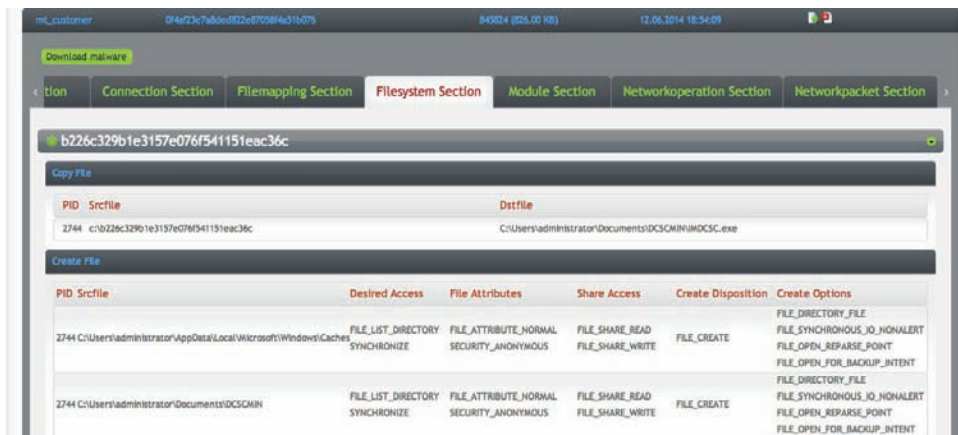 ml_customer 0f4af23c7a8ded822e87058f4a51b076 845824 (826.00 KB) 12.06.2014 18:54:09
Download malware
tion Connection Section Filemapping Section Filesystem Section Module Section Networkoperation Section Networkpacket Section
b226c329b1e3157e076f541151eac36c
Copy File
PID Srcfile Dstfile
2744 c:\b226c329b1e3157e076f541151eac36c C:\Users\administrator\Documents\DCSCMIN\IMDCSC.exe
Create File
PID Srcfile Desired Access File Attributes Share Access Create Disposition Create Options
2744 C:\Users\administrator\AppData\Local\Microsoft\Windows\Caches FILE_LIST_DIRECTORY FILE_ATTRIBUTE_NORMAL FILE_SHARE_READ FILE_CREATE FILE_DIRECTORY_FILE
SYNCHRONIZE SECURITY_ANONYMOUS FILE_SHARE_WRITE FILE_SYNCHRONOUS_IO_NONALERT
FILE_OPEN_REPARSE_POINT
FILE_OPEN_FOR_BACKUP_INTENT
2744 C:\Users\administrator\Documents\DCSCMIN FILE_LIST_DIRECTORY FILE_ATTRIBUTE_NORMAL FILE_SHARE_READ FILE_CREATE FILE_DIRECTORY_FILE
SYNCHRONIZE SECURITY_ANONYMOUS FILE_SHARE_WRITE FILE_SYNCHRONOUS_IO_NONALERT
FILE_OPEN_REPARSE_POINT
FILE_OPEN_FOR_BACKUP_INTENT